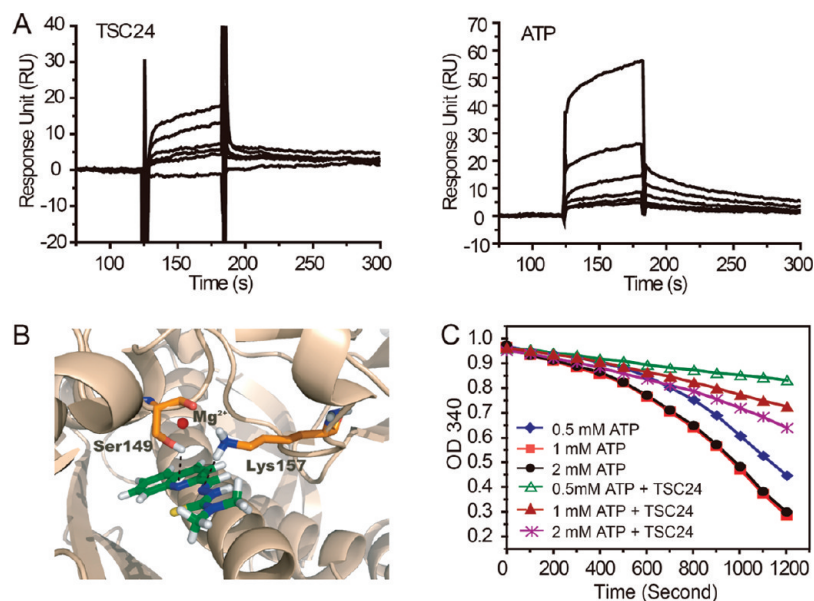 A
TSC24
Response Unit (RU)
40
30
20
10
0
-10
-20
100
150
200
250
300
Time (s)
ATP
Response Unit (RU)
60
50
40
30
20
10
0
-10
100
150
200
250
300
Time (s)
B
Mg2+
Ser149
Lys157
C
OD 340
1.0
0.9
0.8
0.7
0.6
0.5
0.4
0.3
0.2
0.5 mM ATP
1 mM ATP
2 mM ATP
0.5mM ATP + TSC24
1 mM ATP + TSC24
2 mM ATP + TSC24
0 200 400 600 800 1000 1200
Time (Second)